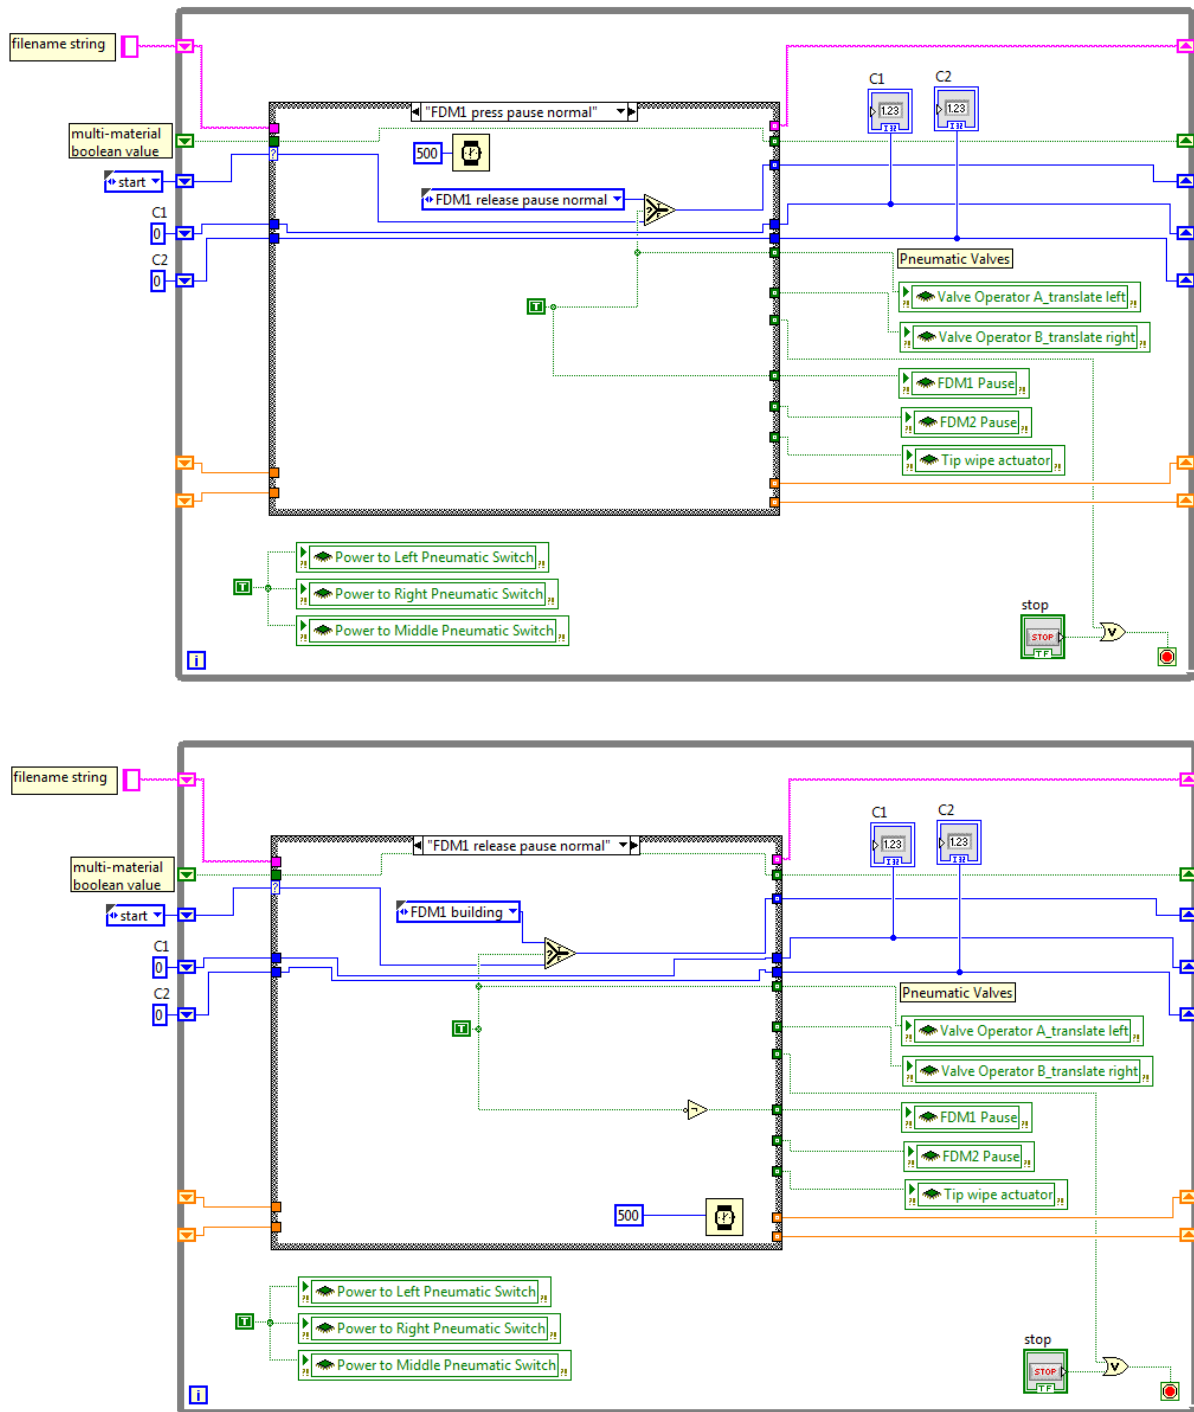 filename string
C1
C2
1.23
1.23
I32
I32
"FDM1 press pause normal"
multi-material
boolean value
?
500
start
FDM1 release pause normal
T
?
F
C1
0
C2
0
Pneumatic Valves
Valve Operator A_translate left
T
Valve Operator B_translate right
FDM1 Pause
FDM2 Pause
Tip wipe actuator
Power to Left Pneumatic Switch
T
Power to Right Pneumatic Switch
Power to Middle Pneumatic Switch
stop
STOP
TF
V
i
filename string
C1
C2
1.23
1.23
I32
I32
"FDM1 release pause normal"
multi-material
boolean value
?
start
FDM1 building
T
?
F
C1
0
C2
0
Pneumatic Valves
T
Valve Operator A_translate left
Valve Operator B_translate right
FDM1 Pause
FDM2 Pause
Tip wipe actuator
500
Power to Left Pneumatic Switch
T
Power to Right Pneumatic Switch
Power to Middle Pneumatic Switch
stop
STOP
TF
V
i